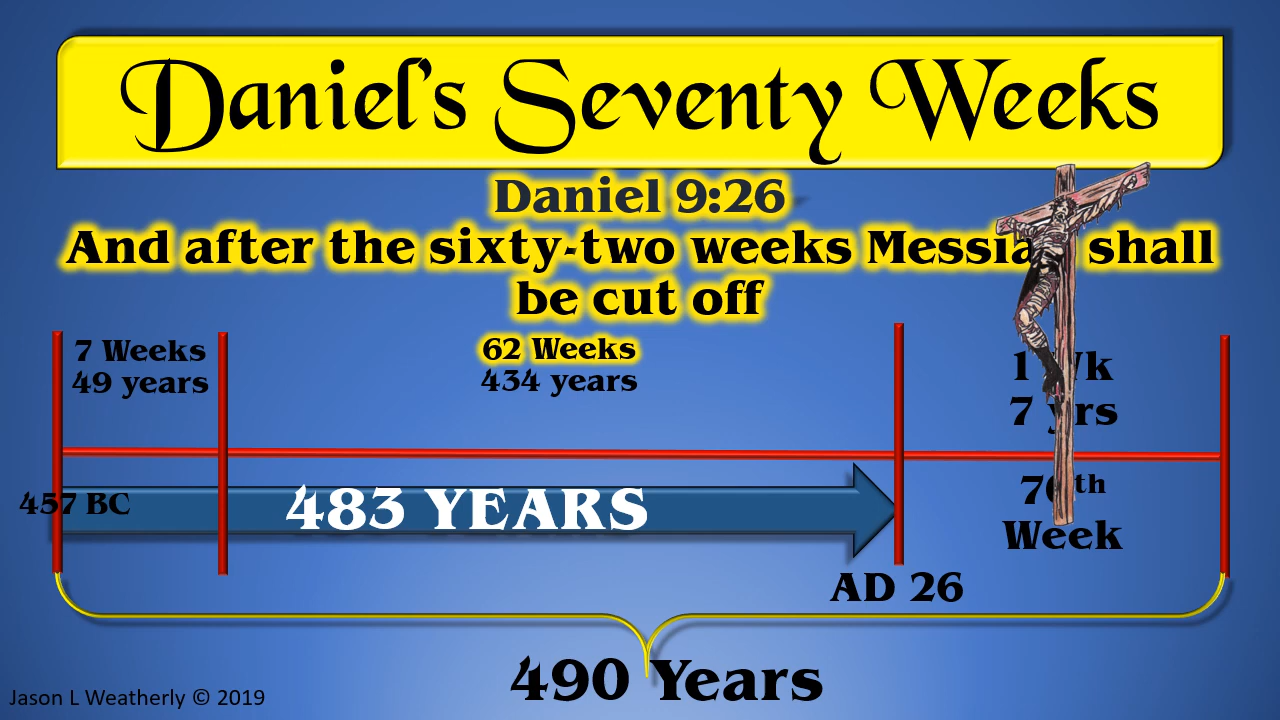 Daniel's Seventy Weeks
Daniel 9:26
And after the sixty-two weeks Messiah shall
be cut off
7 Weeks
49 years
62 Weeks
434 years
1 Wk
7 yrs
457 BC
483 YEARS
70th
Week
AD 26
490 Years
Jason L Weatherly © 2019